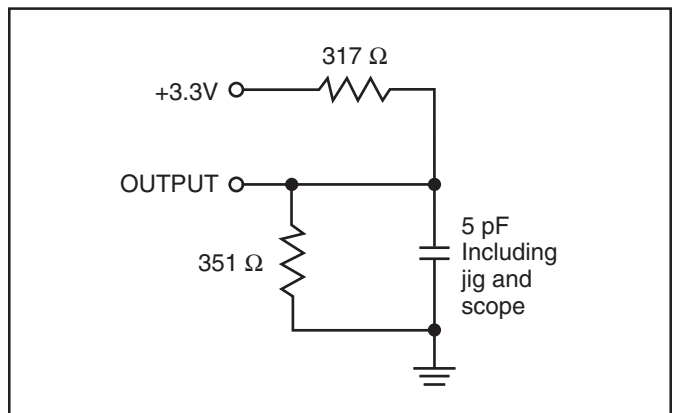 317 Ω
+3.3V
OUTPUT
351 Ω
5 pF
Including
jig and
scope